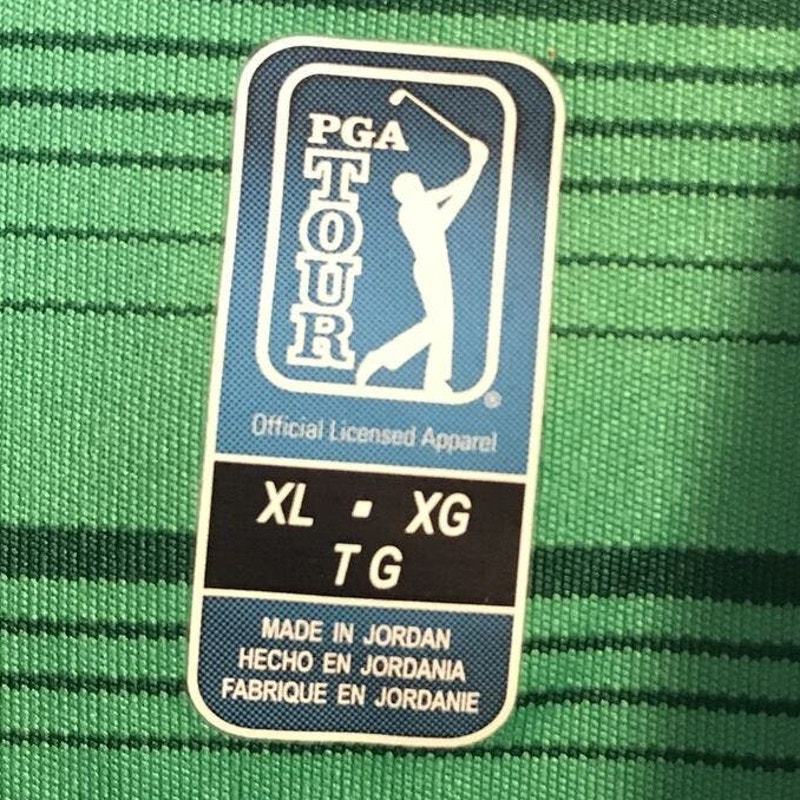 PGA
TOUR
®
Official Licensed Apparel
XL ▪ XG
TG
MADE IN JORDAN
HECHO EN JORDANIA
FABRIQUE EN JORDANIE